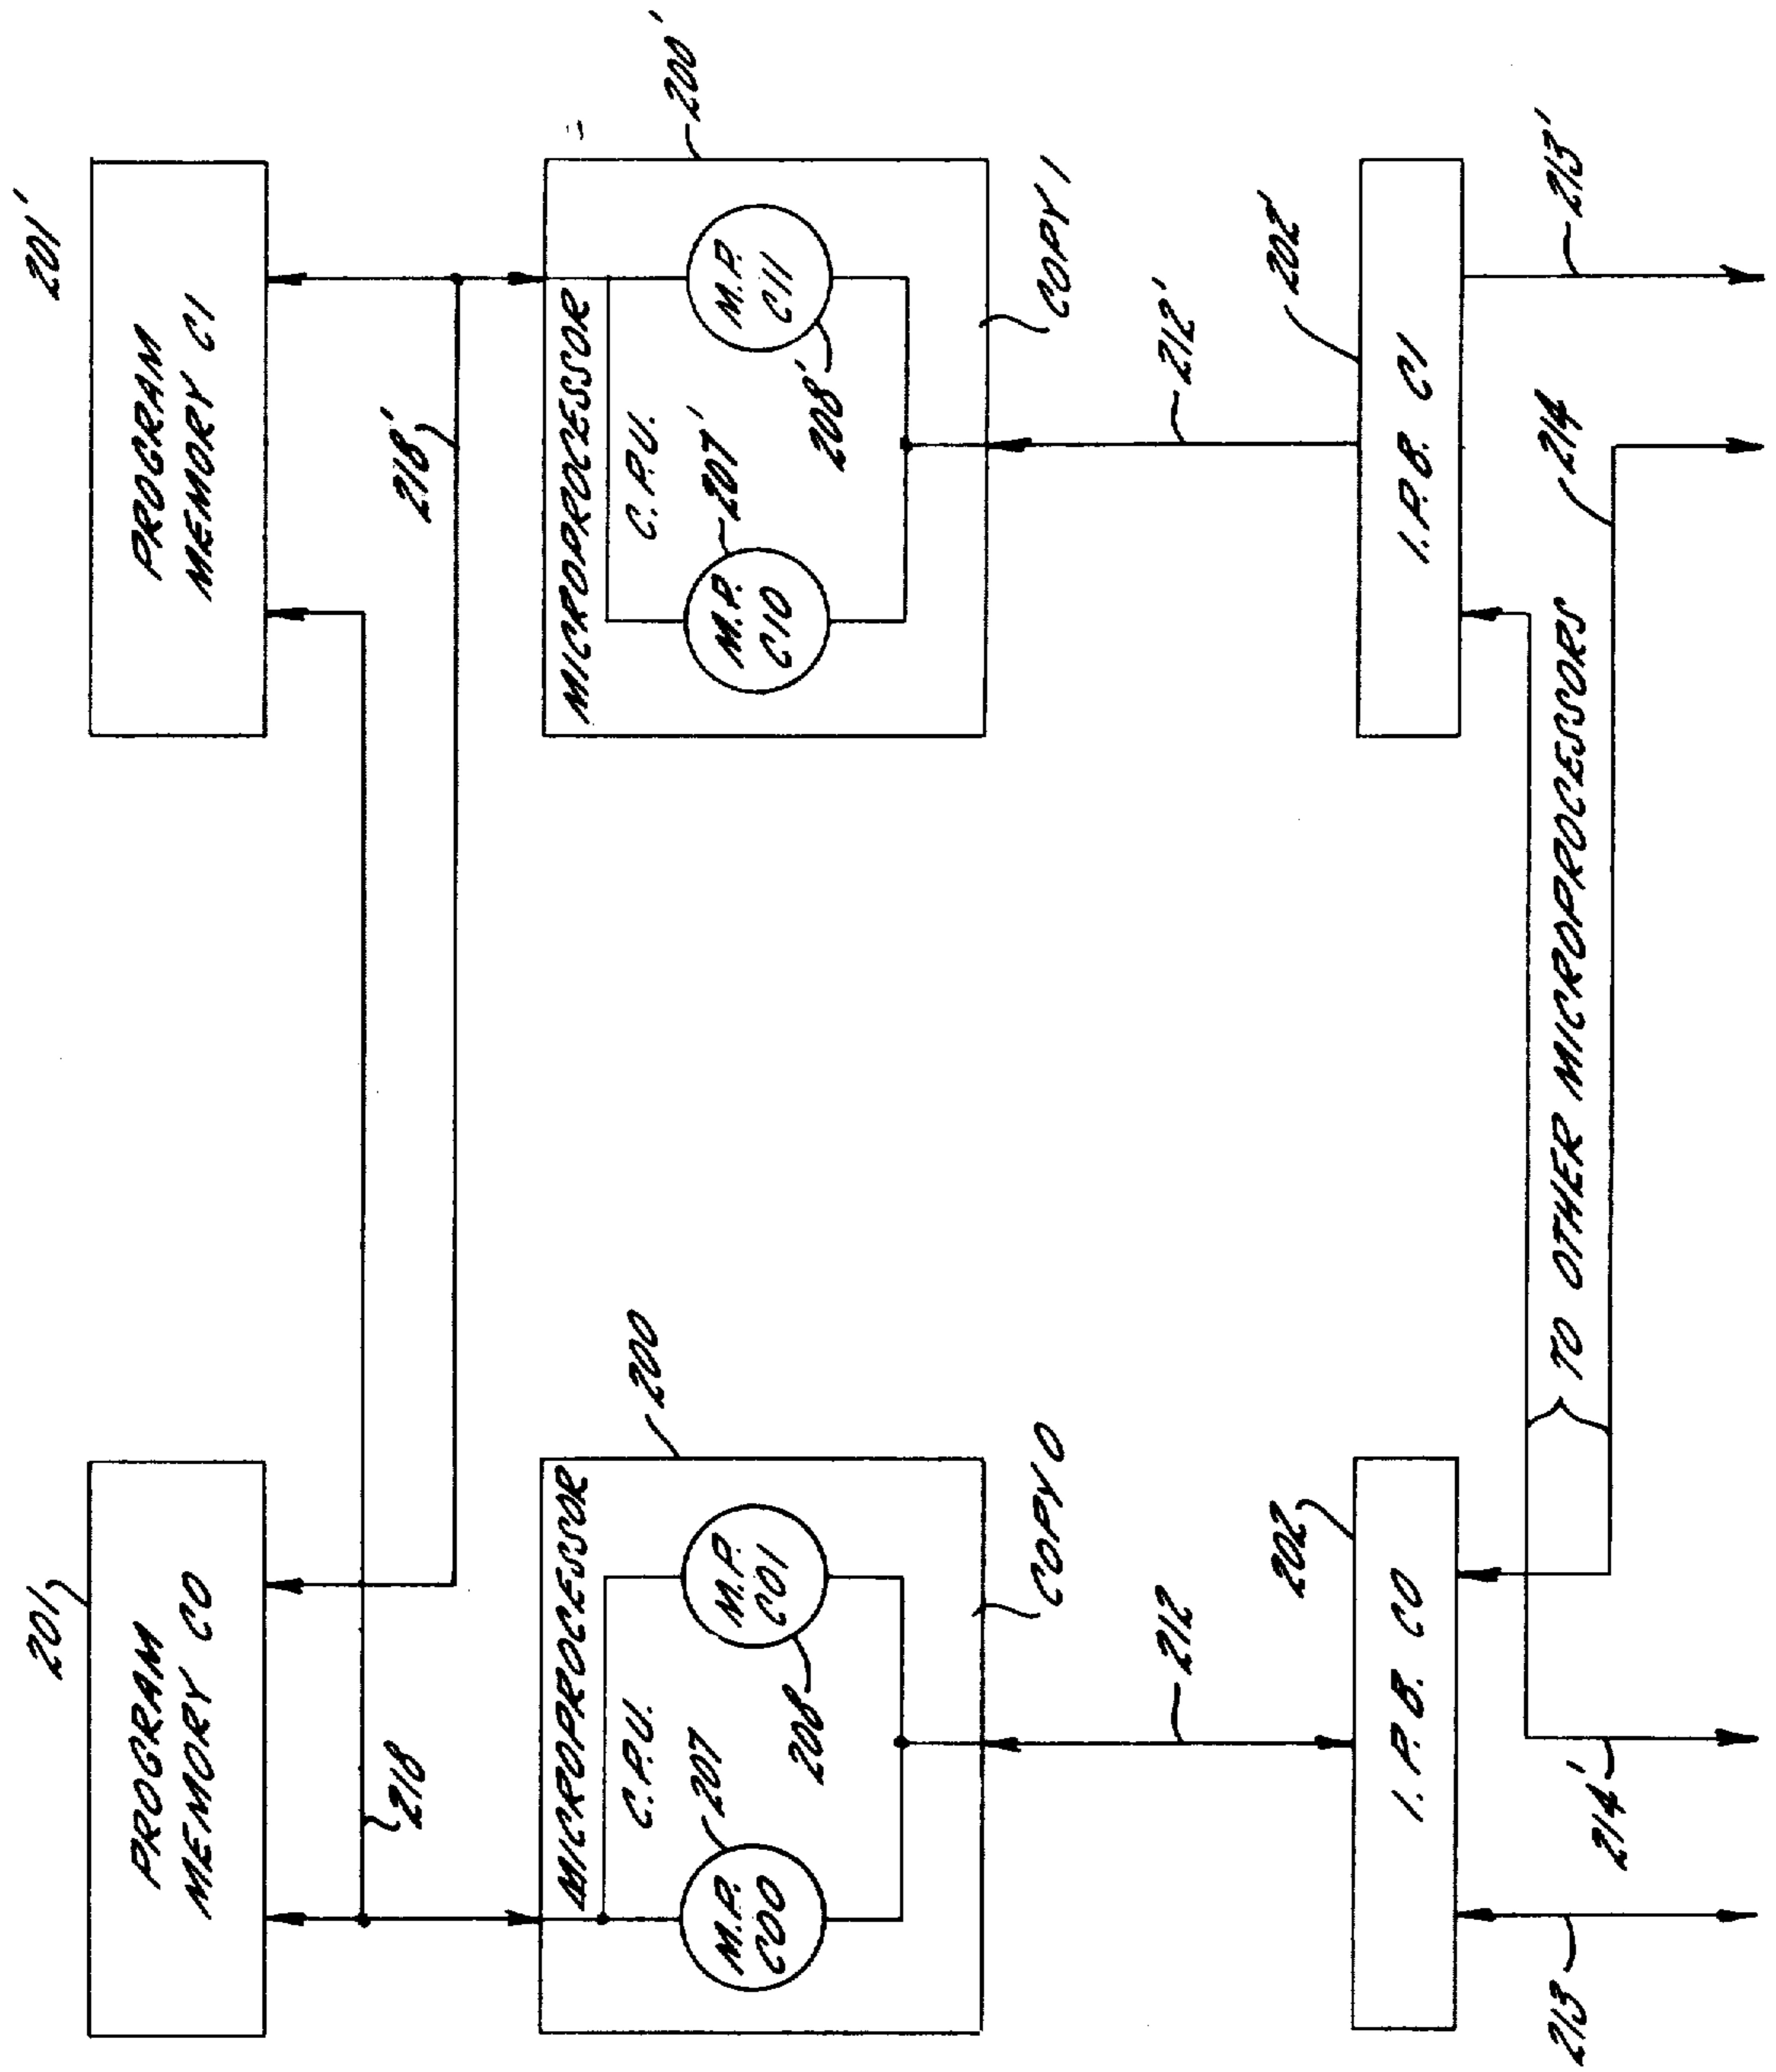 201
201'
PROGRAM
MEMORY C0
PROGRAM
MEMORY C1
218
218'
MICROPROCESSOR
200
C.P.U.
207
M.P.
C00
M.P.
C01
208
COPY 0
MICROPROCESSOR
200'
C.P.U.
207'
M.P.
C10
M.P.
C11
208'
COPY 1
212
212'
202
202'
I.P.B. C0
I.P.B. C1
213
214'
TO OTHER MICROPROCESSORS
214
213'